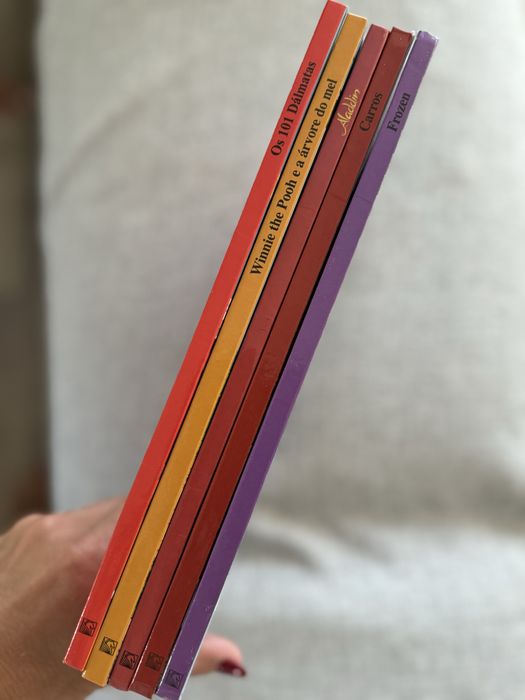 Os 101 Dálmatas
Winnie the Pooh e a árvore do mel
Aladdin
Carros
Frozen